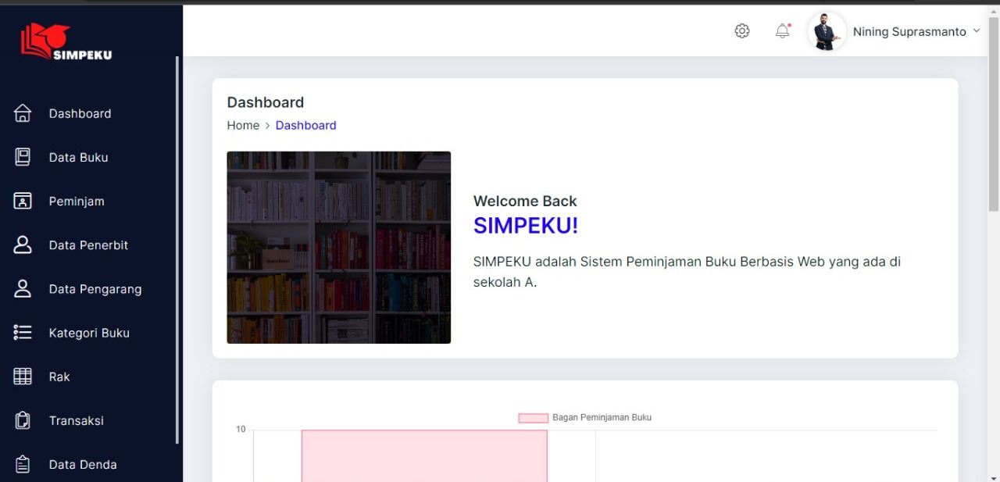 SIMPEKU
Nining Suprasmanto
Dashboard
Data Buku
Peminjam
Data Penerbit
Data Pengarang
Kategori Buku
Rak
Transaksi
Data Denda
Dashboard
Home > Dashboard
Welcome Back
SIMPEKU!
SIMPEKU adalah Sistem Peminjaman Buku Berbasis Web yang ada di
sekolah A.
Bagan Peminjaman Buku
10